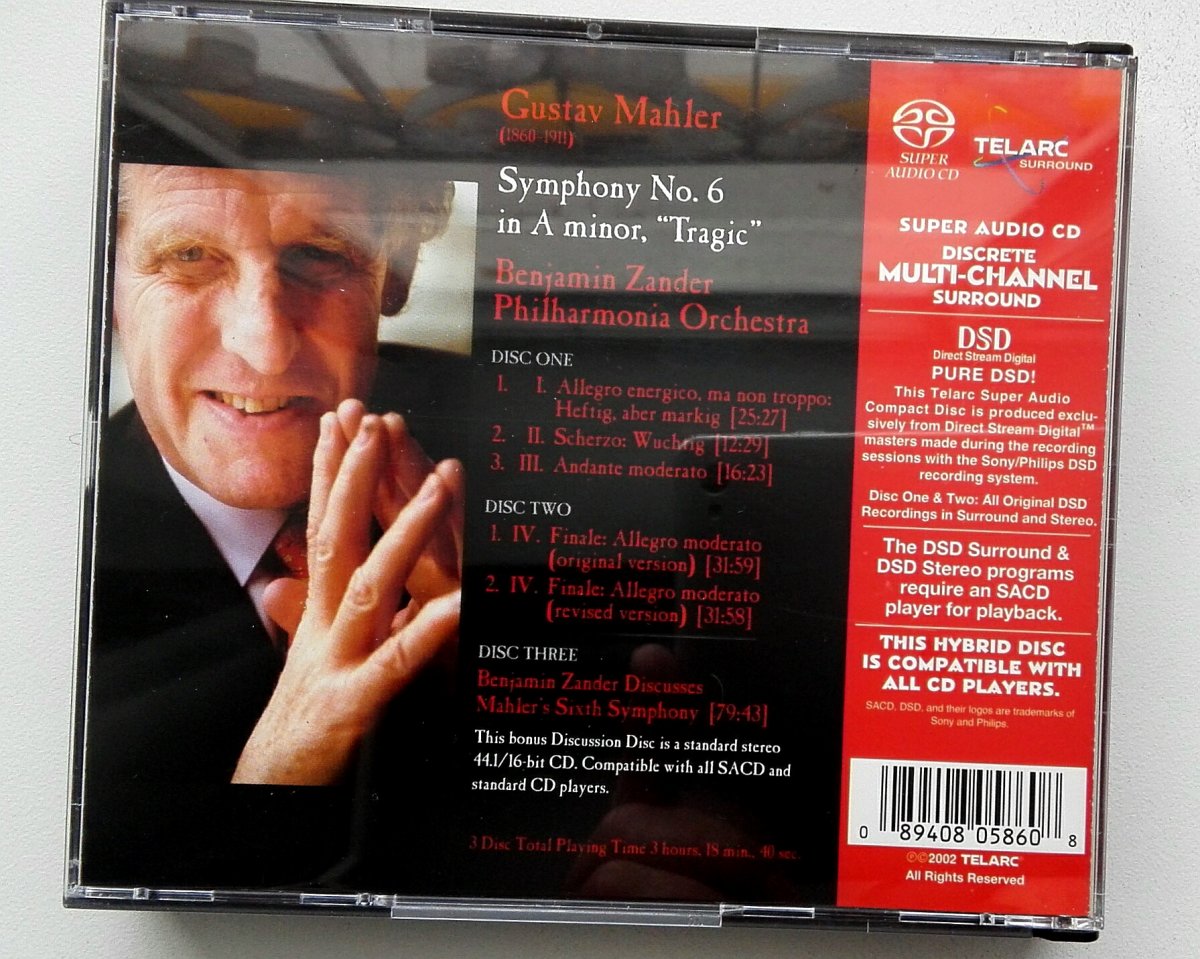 Gustav Mahler
(1860-1911)
Symphony No. 6
in A minor, “Tragic”
Benjamin Zander
Philharmonia Orchestra
DISC ONE
1. I. Allegro energico, ma non troppo:
Heftig, aber markig [25:27]
2. II. Scherzo: Wuchtig [12:29]
3. III. Andante moderato [16:23]
DISC TWO
1. IV. Finale: Allegro moderato
(original version) [31:59]
2. IV. Finale: Allegro moderato
(revised version) [31:58]
DISC THREE
Benjamin Zander Discusses
Mahler's Sixth Symphony [79:43]
This bonus Discussion Disc is a standard stereo
44.1/16-bit CD. Compatible with all SACD and
standard CD players.
3 Disc Total Playing Time 3 hours, 18 min., 40 sec.
SUPER
AUDIO CD
TELARC
SURROUND
SUPER AUDIO CD
DISCRETE
MULTI-CHANNEL
SURROUND
DSD
Direct Stream Digital
PURE DSD!
This Telarc Super Audio
Compact Disc is produced exclu-
sively from Direct Stream Digital™
masters made during the recording
sessions with the Sony/Philips DSD
recording system.
Disc One & Two: All Original DSD
Recordings in Surround and Stereo.
The DSD Surround &
DSD Stereo programs
require an SACD
player for playback.
THIS HYBRID DISC
IS COMPATIBLE WITH
ALL CD PLAYERS.
SACD, DSD, and their logos are trademarks of
Sony and Philips.
0 89408 05860 8
℗©2002 TELARC
All Rights Reserved